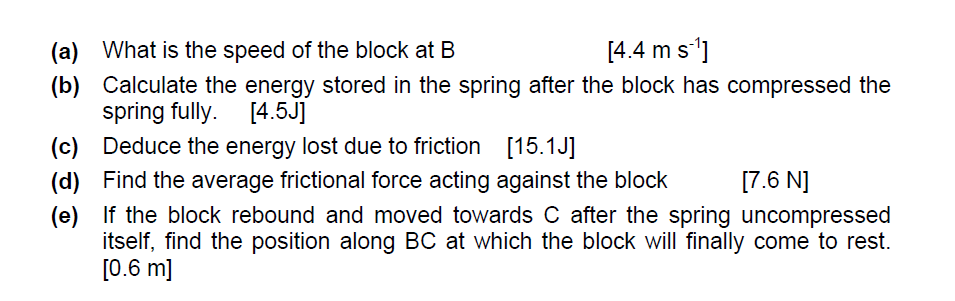 (a) What is the speed of the block at B [4.4 m s⁻¹]
(b) Calculate the energy stored in the spring after the block has compressed the
spring fully. [4.5J]
(c) Deduce the energy lost due to friction [15.1J]
(d) Find the average frictional force acting against the block [7.6 N]
(e) If the block rebound and moved towards C after the spring uncompressed
itself, find the position along BC at which the block will finally come to rest.
[0.6 m]